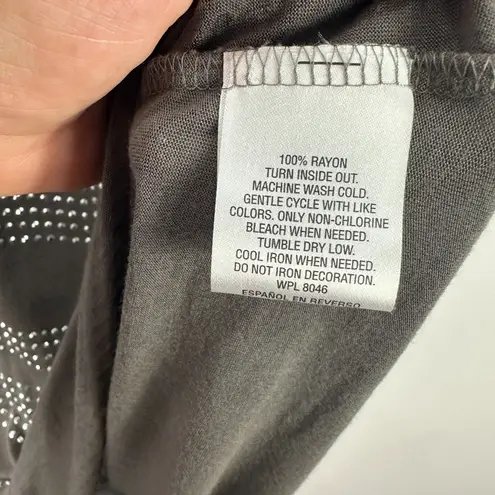 100% RAYON
TURN INSIDE OUT.
MACHINE WASH COLD.
GENTLE CYCLE WITH LIKE
COLORS. ONLY NON-CHLORINE
BLEACH WHEN NEEDED.
TUMBLE DRY LOW.
COOL IRON WHEN NEEDED.
DO NOT IRON DECORATION.
WPL 8046
ESPAÑOL EN REVERSO